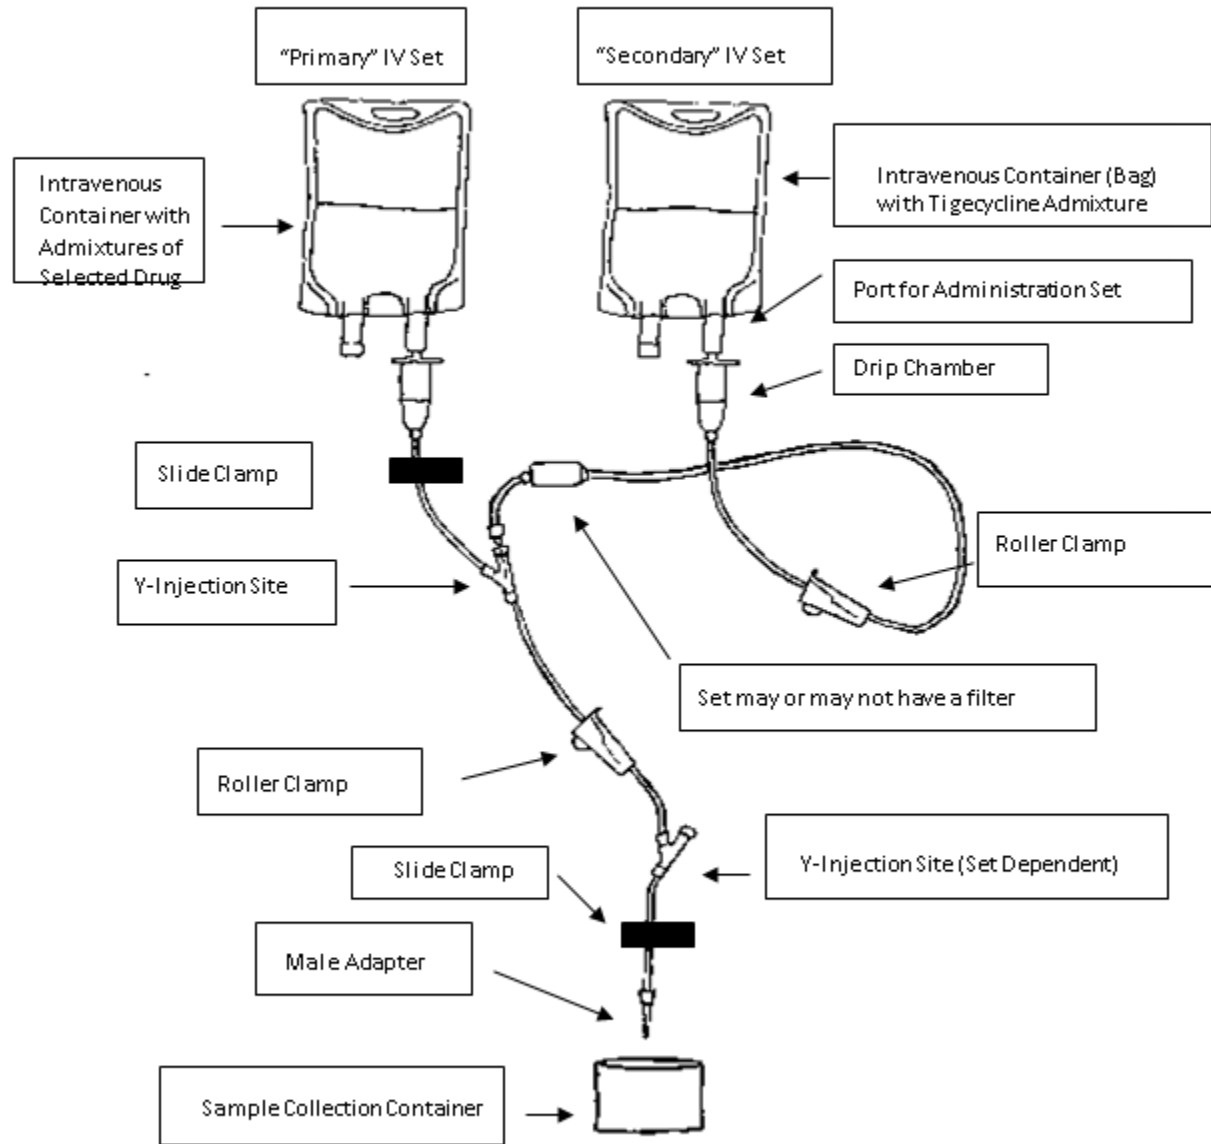 “Primary” IV Set
“Secondary” IV Set
Intravenous
Container with
Admixtures of
Selected Drug
Intravenous Container (Bag)
with Tigecycline Admixture
Port for Administration Set
Drip Chamber
Slide Clamp
Roller Clamp
Y-Injection Site
Set may or may not have a filter
Roller Clamp
Slide Clamp
Y-Injection Site (Set Dependent)
Male Adapter
Sample Collection Container